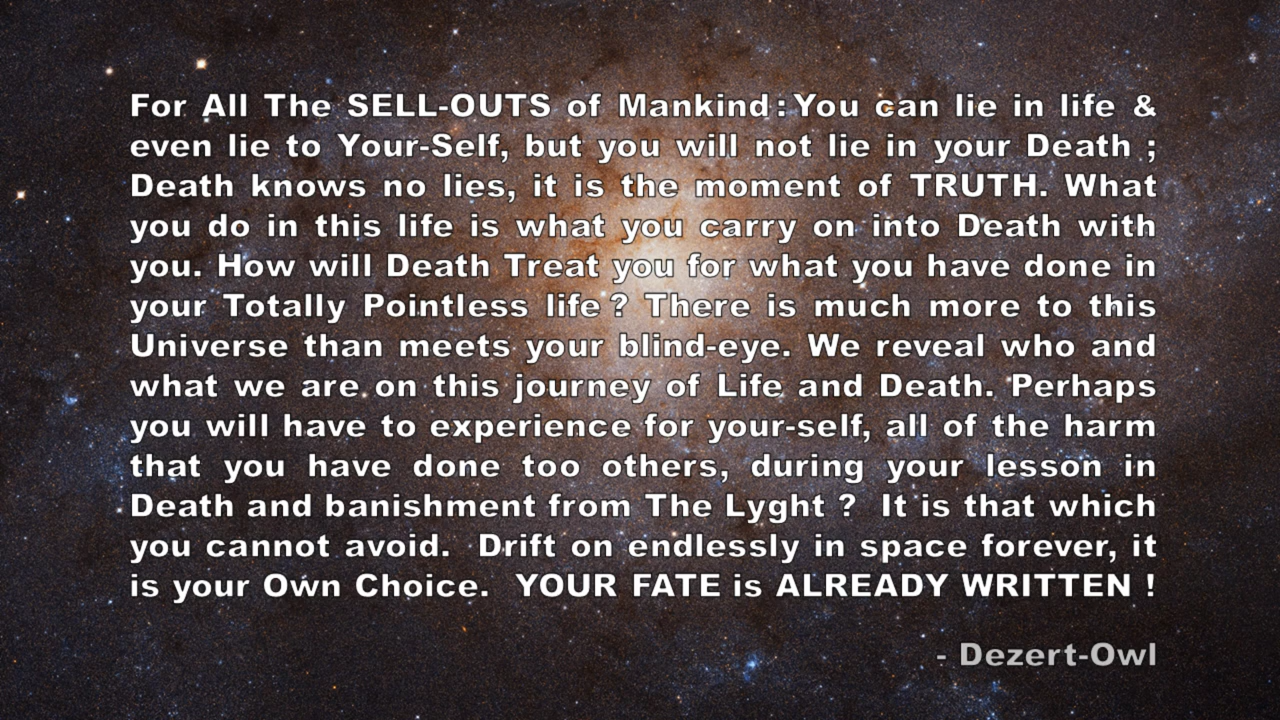 For All The SELL-OUTS of Mankind : You can lie in life &
even lie to Your-Self, but you will not lie in your Death ;
Death knows no lies, it is the moment of TRUTH. What
you do in this life is what you carry on into Death with
you. How will Death Treat you for what you have done in
your Totally Pointless life ? There is much more to this
Universe than meets your blind-eye. We reveal who and
what we are on this journey of Life and Death. Perhaps
you will have to experience for your-self, all of the harm
that you have done too others, during your lesson in
Death and banishment from The Lyght ? It is that which
you cannot avoid. Drift on endlessly in space forever, it
is your Own Choice. YOUR FATE is ALREADY WRITTEN !
- Dezert-Owl